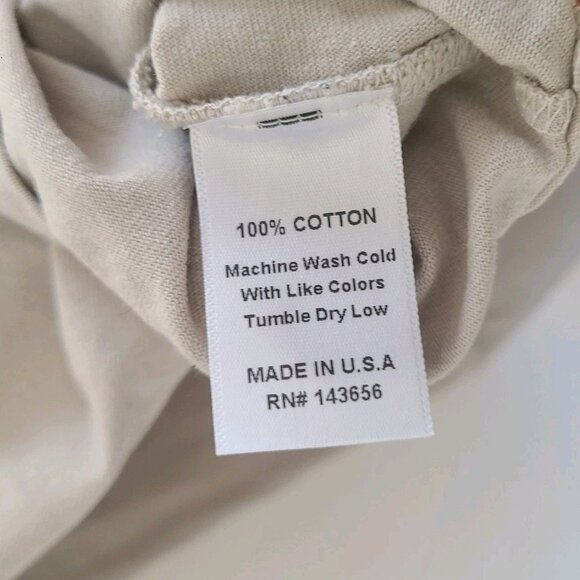 100% COTTON
Machine Wash Cold
With Like Colors
Tumble Dry Low
MADE IN U.S.A
RN# 143656